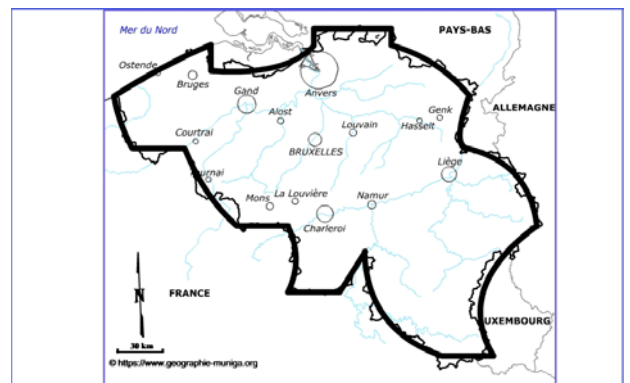 Mer du Nord
PAYS-BAS
Ostende
Bruges
Gand
Anvers
ALLEMAGNE
Alost
Genk
Hasselt
Courtrai
Louvain
BRUXELLES
Liège
Tournai
Mons
La Louvière
Namur
Charleroi
N
FRANCE
UXEMBOURG
30 km
© https://www.geographie-muniga.org